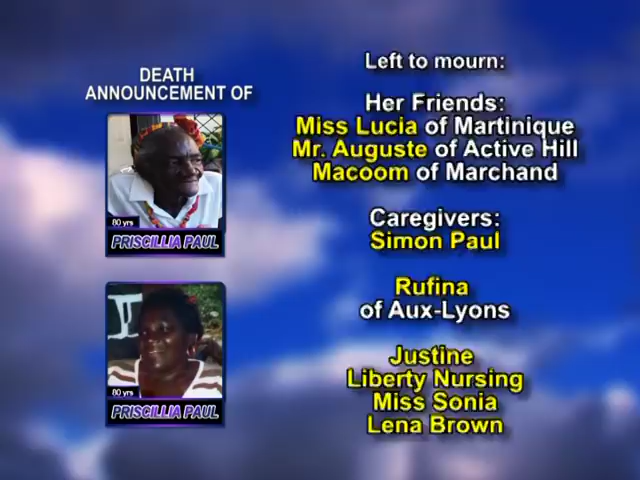 DEATH
ANNOUNCEMENT OF
80 yrs
PRISCILLIA PAUL
80 yrs
PRISCILLIA PAUL
Left to mourn:
Her Friends:
Miss Lucia of Martinique
Mr. Auguste of Active Hill
Macoom of Marchand
Caregivers:
Simon Paul
Rufina
of Aux-Lyons
Justine
Liberty Nursing
Miss Sonia
Lena Brown